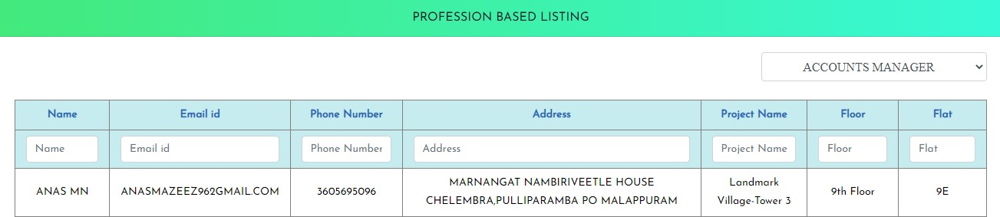 PROFESSION BASED LISTING
ACCOUNTS MANAGER
Name Email id Phone Number Address Project Name Floor Flat
Name Email id Phone Number Address Project Name Floor Flat
ANAS MN ANASMAZEEZ962GMAIL.COM 3605695096 MARNANGAT NAMBIRIVEETLE HOUSE
CHELEMBRA,PULLIPARAMBA PO MALAPPURAM Landmark
Village-Tower 3 9th Floor 9E